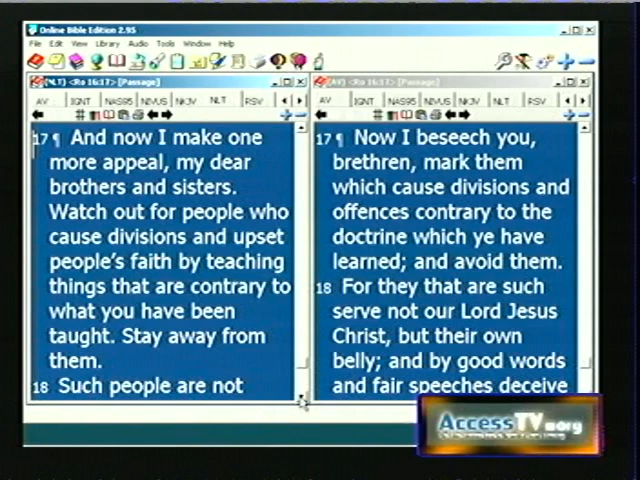 Online Bible Edition 2.95
File Edit View Library Audio Tools Window Help
(NLT) <Ro 16:17> [Passage]
AV IGNT NAS95 NIVUS NKJV NLT RSV
17 ¶ And now I make one
more appeal, my dear
brothers and sisters.
Watch out for people who
cause divisions and upset
people's faith by teaching
things that are contrary to
what you have been
taught. Stay away from
them.
18 Such people are not
(AV) <Ro 16:17> [Passage]
AV IGNT NAS95 NIVUS NKJV NLT RSV
17 ¶ Now I beseech you,
brethren, mark them
which cause divisions and
offences contrary to the
doctrine which ye have
learned; and avoid them.
18 For they that are such
serve not our Lord Jesus
Christ, but their own
belly; and by good words
and fair speeches deceive
AccessTV.org